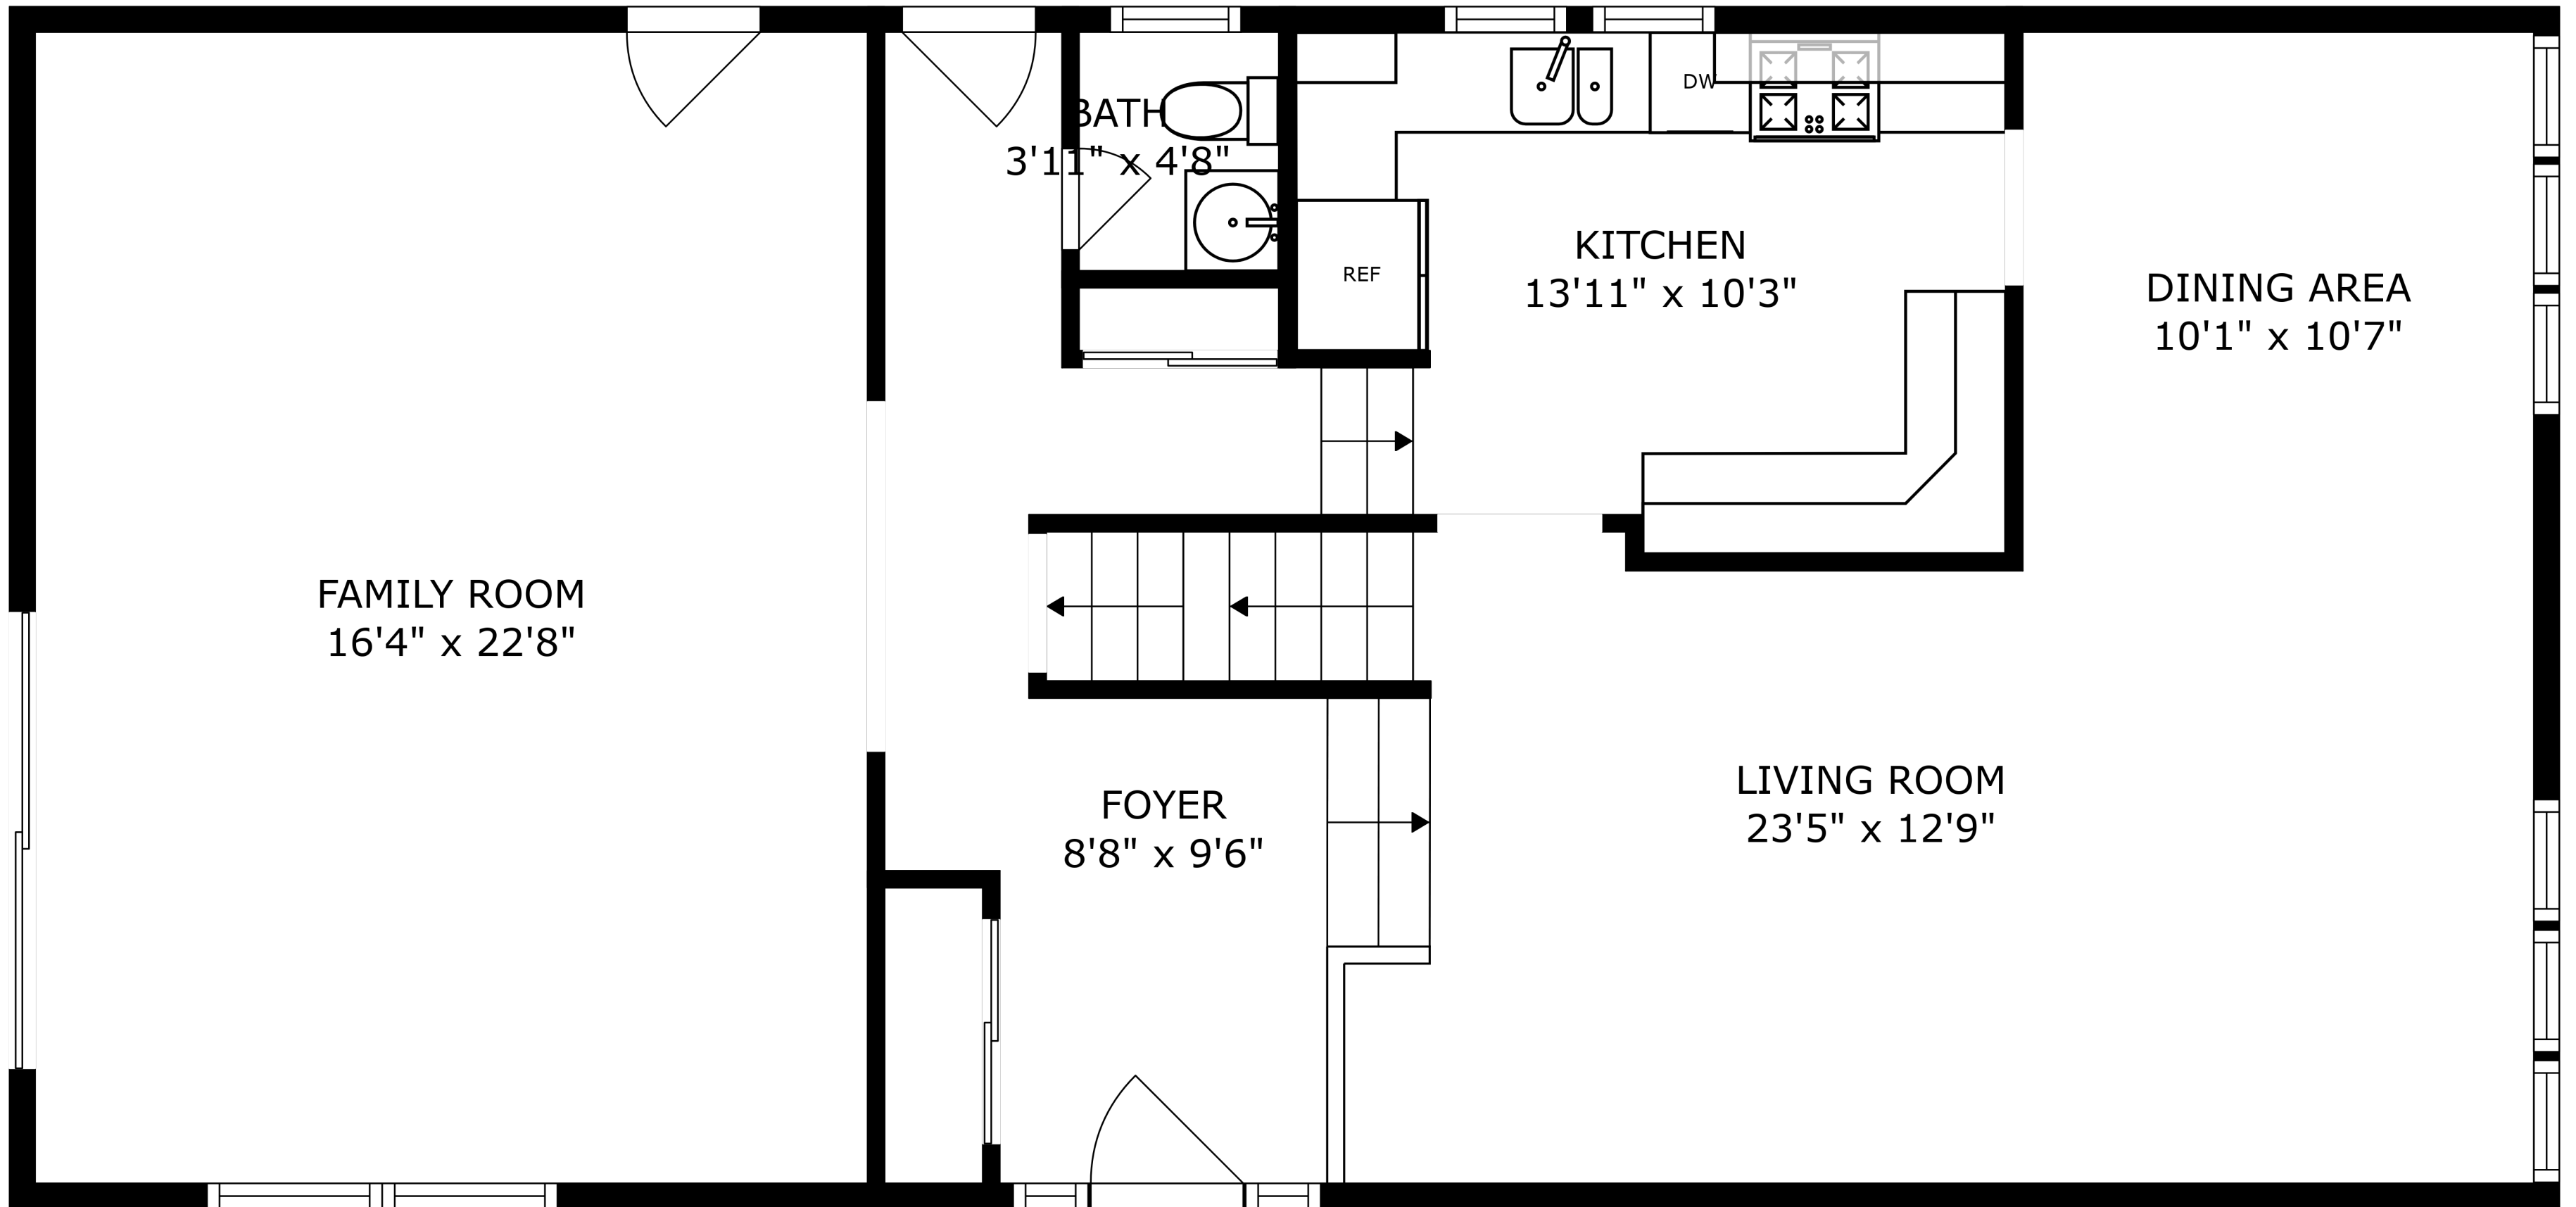 BATH
3'11" x 4'8"
DW
KITCHEN
13'11" x 10'3"
REF
DINING AREA
10'1" x 10'7"
FAMILY ROOM
16'4" x 22'8"
FOYER
8'8" x 9'6"
LIVING ROOM
23'5" x 12'9"